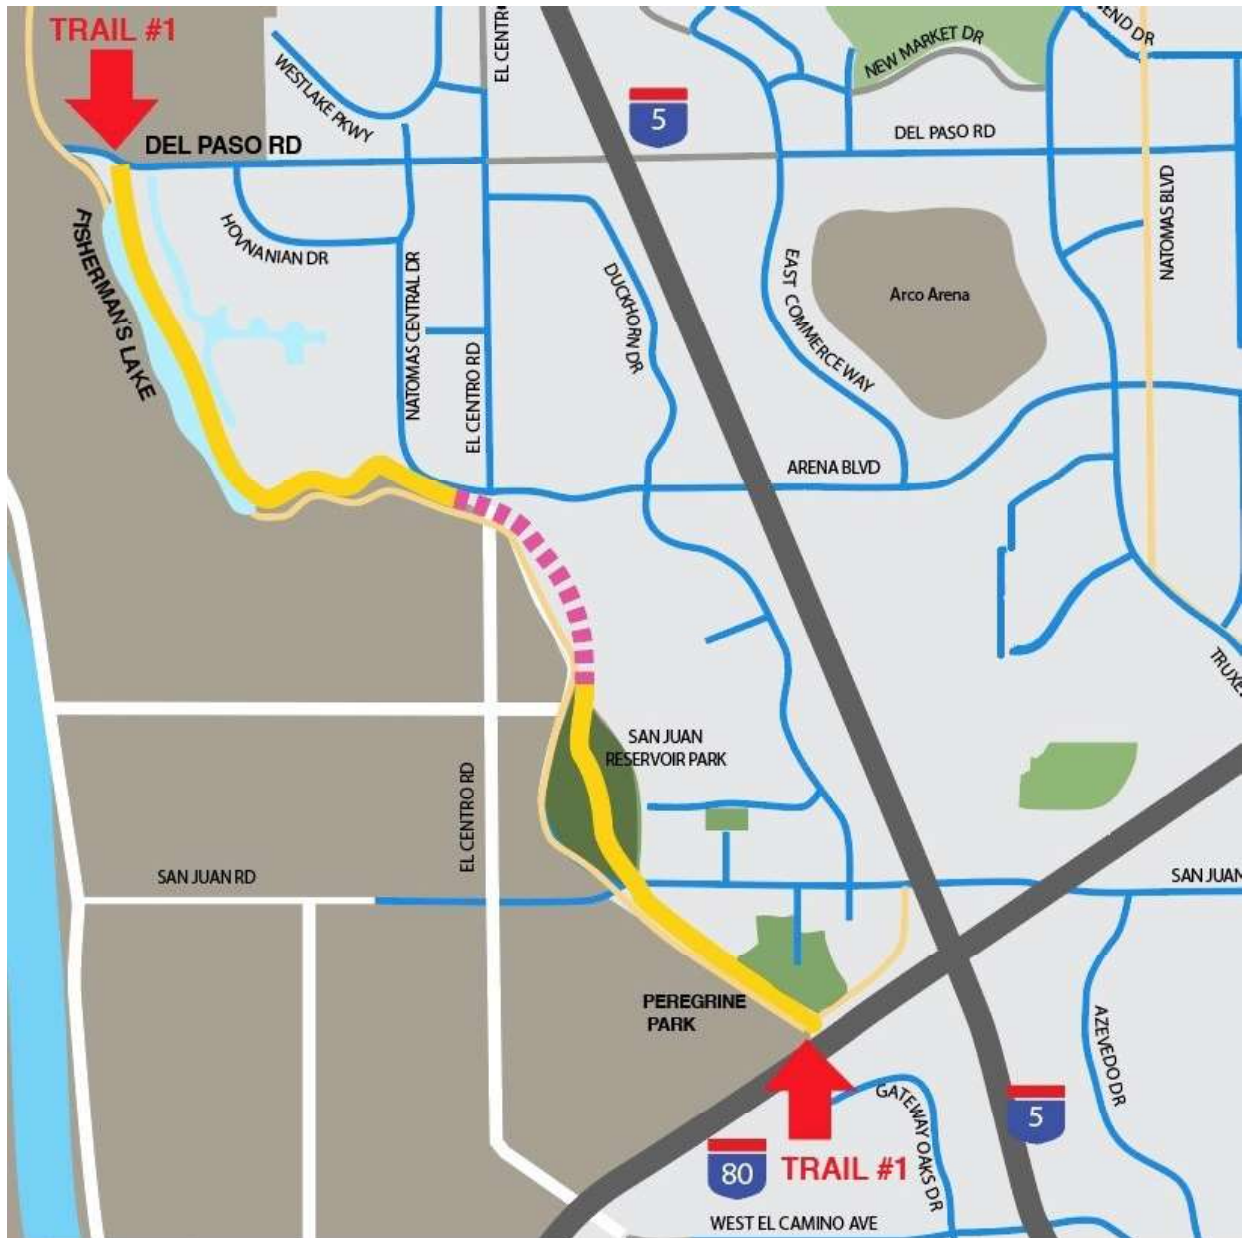 TRAIL #1
EL CENTRO
WESTLAKE PKWY
5
NEW MARKET DR
END DR
DEL PASO RD
DEL PASO RD
NATOMAS BLVD
FISHERMAN'S LAKE
HOVNANIAN DR
NATOMAS CENTRAL DR
EL CENTRO RD
DUCKHORN DR
EAST COMMERCE WAY
Arco Arena
ARENA BLVD
TRUXE
SAN JUAN
RESERVOIR PARK
EL CENTRO RD
SAN JUAN RD
SAN JUAN
PEREGRINE
PARK
AZEVEDO DR
GATEWAY OAKS DR
5
80
TRAIL #1
WEST EL CAMINO AVE